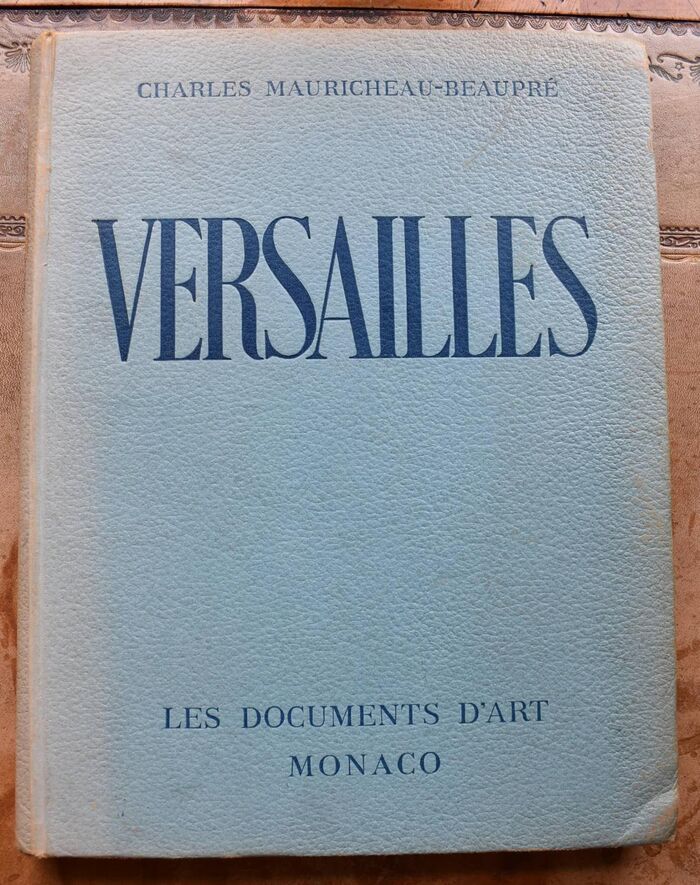 CHARLES MAURICHEAU-BEAUPRÉ
VERSAILLES
LES DOCUMENTS D'ART
MONACO